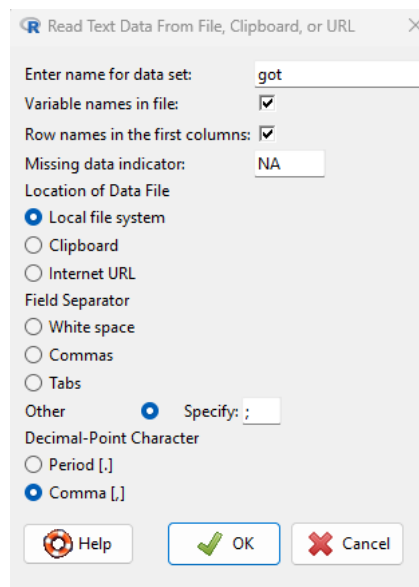 Read Text Data From File, Clipboard, or URL
Enter name for data set: got
Variable names in file:
Row names in the first columns:
Missing data indicator: NA
Location of Data File
Local file system
Clipboard
Internet URL
Field Separator
White space
Commas
Tabs
Other Specify: ;
Decimal-Point Character
Period [.]
Comma [,]
Help OK Cancel